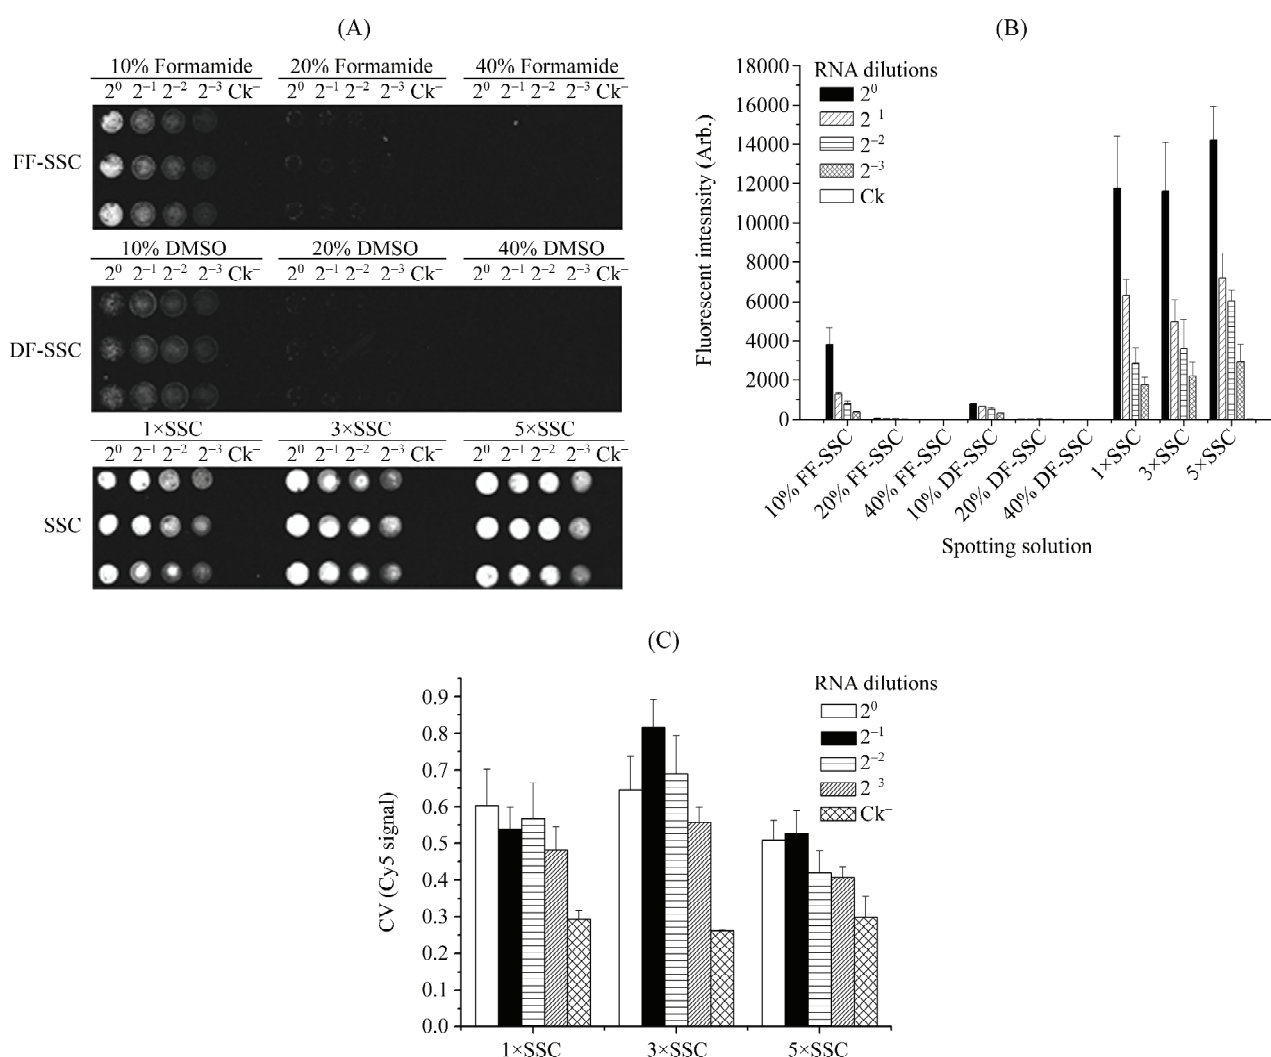 (A)
10% Formamide 20% Formamide 40% Formamide
2⁰ 2⁻¹ 2⁻² 2⁻³ Ck⁻ 2⁰ 2⁻¹ 2⁻² 2⁻³ Ck⁻ 2⁰ 2⁻¹ 2⁻² 2⁻³ Ck⁻
FF-SSC
10% DMSO 20% DMSO 40% DMSO
2⁰ 2⁻¹ 2⁻² 2⁻³ Ck⁻ 2⁰ 2⁻¹ 2⁻² 2⁻³ Ck⁻ 2⁰ 2⁻¹ 2⁻² 2⁻³ Ck⁻
DF-SSC
1×SSC 3×SSC 5×SSC
2⁰ 2⁻¹ 2⁻² 2⁻³ Ck⁻ 2⁰ 2⁻¹ 2⁻² 2⁻³ Ck⁻ 2⁰ 2⁻¹ 2⁻² 2⁻³ Ck⁻
SSC
(B)
Fluorescent intesnsity (Arb.)
18000
16000
14000
12000
10000
8000
6000
4000
2000
0
RNA dilutions
2⁰
2⁻¹
2⁻²
2⁻³
Ck
10% FF-SSC
20% FF-SSC
40% FF-SSC
10% DF-SSC
20% DF-SSC
40% DF-SSC
1×SSC
3×SSC
5×SSC
Spotting solution
(C)
CV (Cy5 signal)
0.9
0.8
0.7
0.6
0.5
0.4
0.3
0.2
0.1
0.0
RNA dilutions
2⁰
2⁻¹
2⁻²
2⁻³
Ck⁻
1×SSC 3×SSC 5×SSC